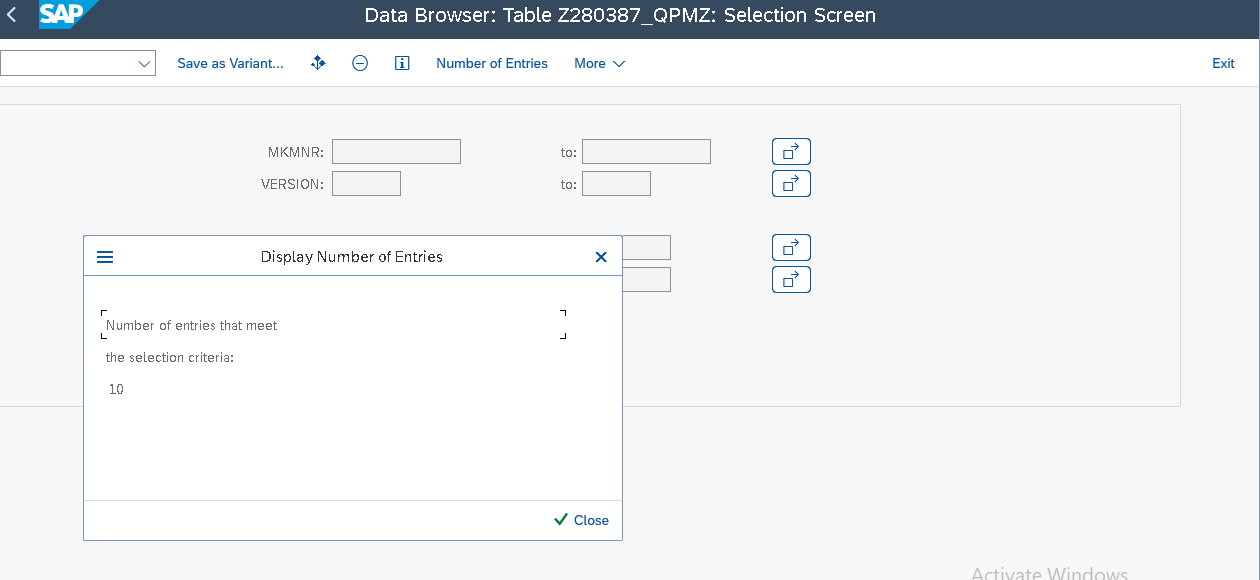 SAP
Data Browser: Table Z280387_QPMZ: Selection Screen
Save as Variant...
Number of Entries
More
Exit
MKMNR:
to:
VERSION:
to:
Display Number of Entries
Number of entries that meet
the selection criteria:
10
Close
Activate Windows